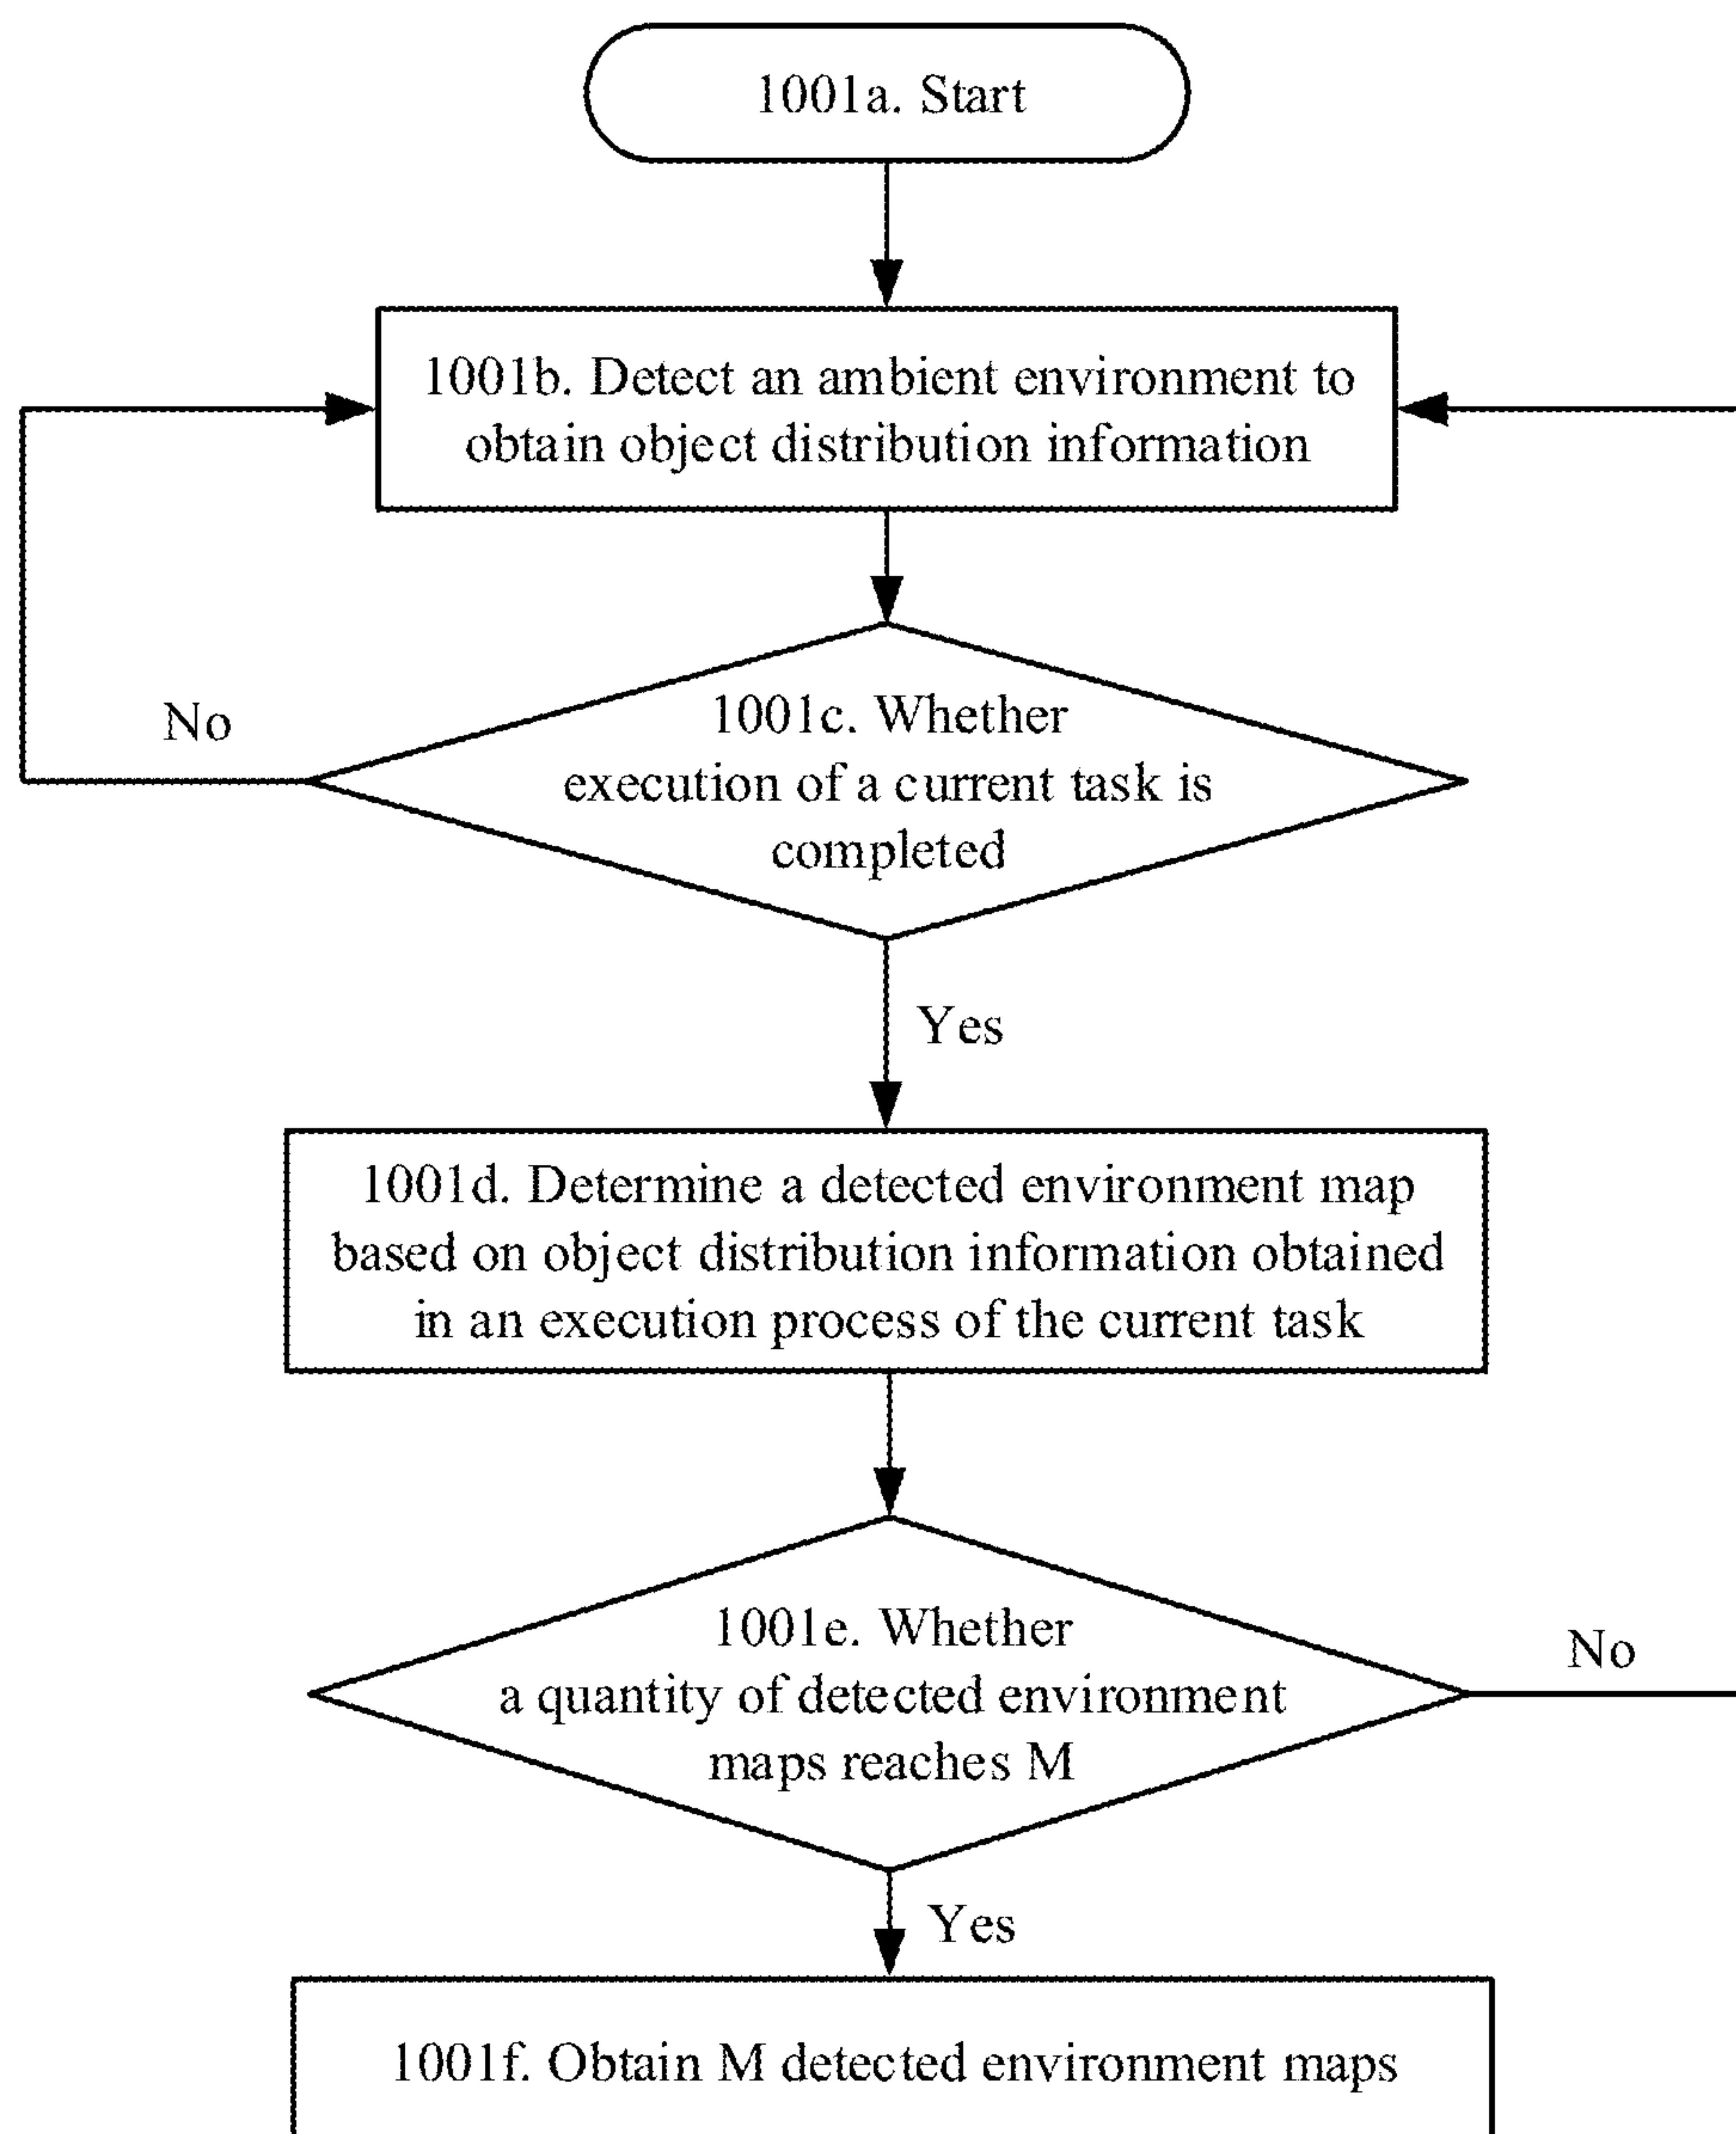 1001a. Start
1001b. Detect an ambient environment to
obtain object distribution information
No
1001c. Whether
execution of a current task is
completed
Yes
1001d. Determine a detected environment map
based on object distribution information obtained
in an execution process of the current task
1001e. Whether
a quantity of detected environment
maps reaches M
No
Yes
1001f. Obtain M detected environment maps